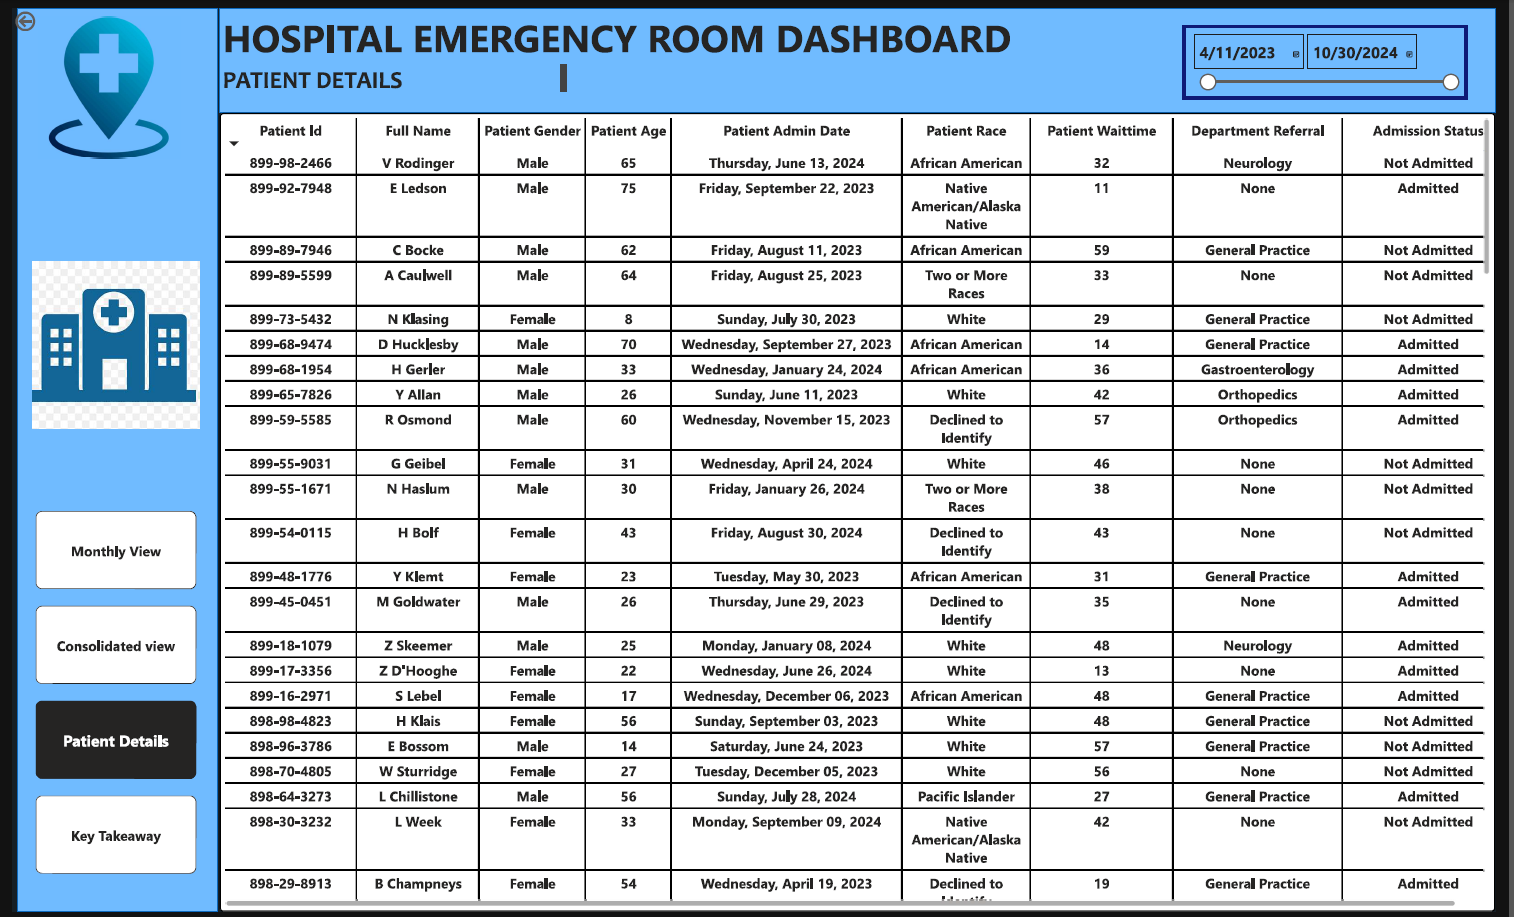 HOSPITAL EMERGENCY ROOM DASHBOARD
PATIENT DETAILS
4/11/2023 10/30/2024
Patient Id Full Name Patient Gender Patient Age Patient Admin Date Patient Race Patient Waittime Department Referral Admission Status
899-98-2466 V Rodinger Male 65 Thursday, June 13, 2024 African American 32 Neurology Not Admitted
899-92-7948 E Ledson Male 75 Friday, September 22, 2023 Native 11 None Admitted
American/Alaska
Native
899-89-7946 C Bocke Male 62 Friday, August 11, 2023 African American 59 General Practice Not Admitted
899-89-5599 A Caulwell Male 64 Friday, August 25, 2023 Two or More 33 None Not Admitted
Races
899-73-5432 N Klasing Female 8 Sunday, July 30, 2023 White 29 General Practice Not Admitted
899-68-9474 D Hucklesby Male 70 Wednesday, September 27, 2023 African American 14 General Practice Admitted
899-68-1954 H Gerler Male 33 Wednesday, January 24, 2024 African American 36 Gastroenterology Admitted
899-65-7826 Y Allan Male 26 Sunday, June 11, 2023 White 42 Orthopedics Admitted
899-59-5585 R Osmond Male 60 Wednesday, November 15, 2023 Declined to 57 Orthopedics Admitted
Identify
899-55-9031 G Geibel Female 31 Wednesday, April 24, 2024 White 46 None Not Admitted
899-55-1671 N Haslum Male 30 Friday, January 26, 2024 Two or More 38 None Not Admitted
Races
899-54-0115 H Bolf Female 43 Friday, August 30, 2024 Declined to 43 None Not Admitted
Identify
899-48-1776 Y Klemt Female 23 Tuesday, May 30, 2023 African American 31 General Practice Admitted
899-45-0451 M Goldwater Male 26 Thursday, June 29, 2023 Declined to 35 None Admitted
Identify
899-18-1079 Z Skeemer Male 25 Monday, January 08, 2024 White 48 Neurology Admitted
899-17-3356 Z D'Hooghe Female 22 Wednesday, June 26, 2024 White 13 None Admitted
899-16-2971 S Lebel Female 17 Wednesday, December 06, 2023 African American 48 General Practice Admitted
898-98-4823 H Klais Female 56 Sunday, September 03, 2023 White 48 General Practice Not Admitted
898-96-3786 E Bossom Male 14 Saturday, June 24, 2023 White 57 General Practice Not Admitted
898-70-4805 W Sturridge Female 27 Tuesday, December 05, 2023 White 56 None Not Admitted
898-64-3273 L Chillistone Male 56 Sunday, July 28, 2024 Pacific Islander 27 General Practice Admitted
898-30-3232 L Week Female 33 Monday, September 09, 2024 Native 42 None Not Admitted
American/Alaska
Native
898-29-8913 B Champneys Female 54 Wednesday, April 19, 2023 Declined to 19 General Practice Admitted
Monthly View
Consolidated view
Patient Details
Key Takeaway